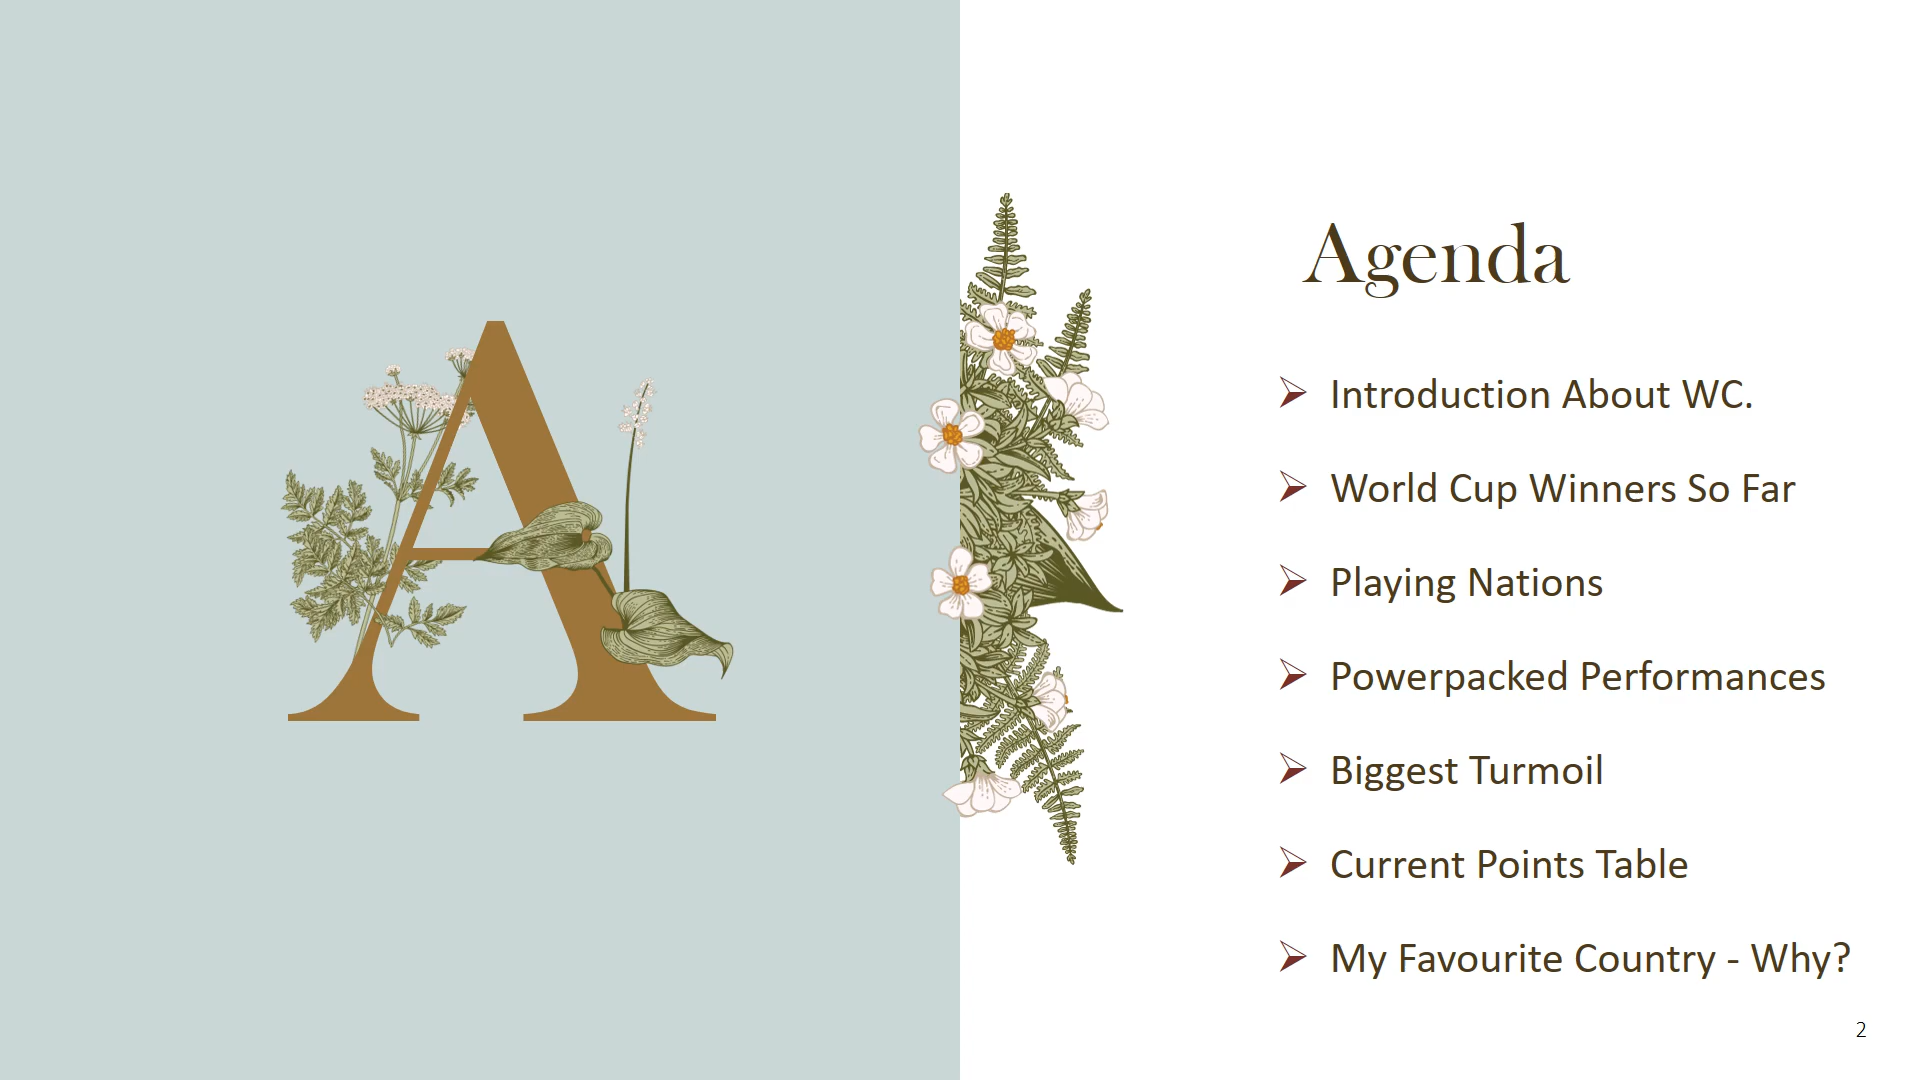 A
Agenda
Introduction About WC.
World Cup Winners So Far
Playing Nations
Powerpacked Performances
Biggest Turmoil
Current Points Table
My Favourite Country - Why?
2